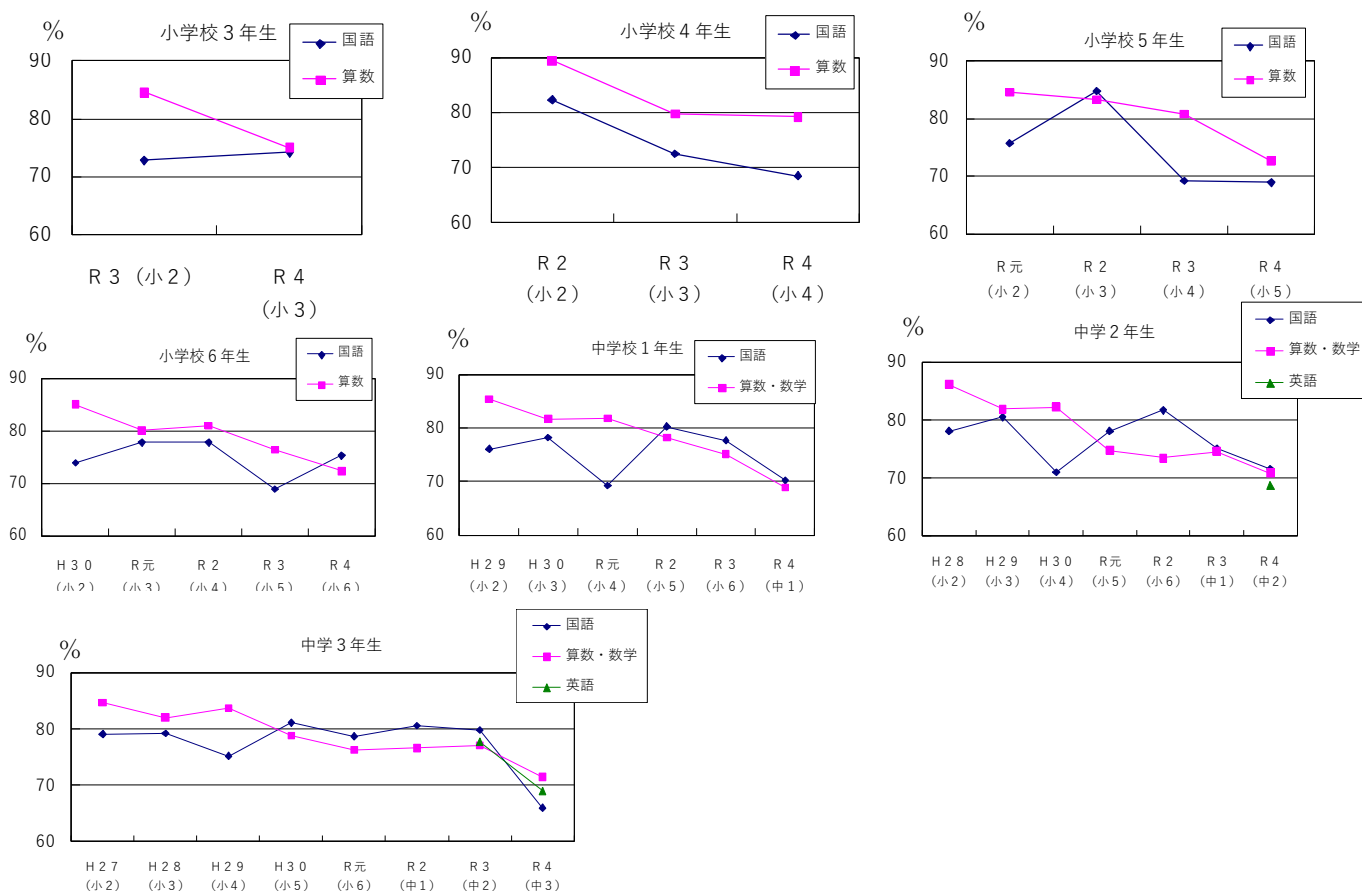 %
小学校３年生
国語
算数
90
80
70
60
Ｒ３（小２）
Ｒ４
（小３）
%
小学校４年生
国語
算数
90
80
70
60
Ｒ２
（小２）
Ｒ３
（小３）
Ｒ４
（小４）
%
小学校５年生
国語
算数
90
80
70
60
Ｒ元
（小２）
Ｒ２
（小３）
Ｒ３
（小４）
Ｒ４
（小５）
%
小学校６年生
国語
算数
90
80
70
60
Ｈ３０
（小２）
Ｒ元
（小３）
Ｒ２
（小４）
Ｒ３
（小５）
Ｒ４
（小６）
%
中学校１年生
国語
算数・数学
90
80
70
60
Ｈ２９
（小２）
Ｈ３０
（小３）
Ｒ元
（小４）
Ｒ２
（小５）
Ｒ３
（小６）
Ｒ４
（中１）
%
中学２年生
国語
算数・数学
英語
90
80
70
60
Ｈ２８
（小２）
Ｈ２９
（小３）
Ｈ３０
（小４）
Ｒ元
（小５）
Ｒ２
（小６）
Ｒ３
（中１）
Ｒ４
（中２）
%
中学３年生
国語
算数・数学
英語
90
80
70
60
Ｈ２７
（小２）
Ｈ２８
（小３）
Ｈ２９
（小４）
Ｈ３０
（小５）
Ｒ元
（小６）
Ｒ２
（中１）
Ｒ３
（中２）
Ｒ４
（中３）